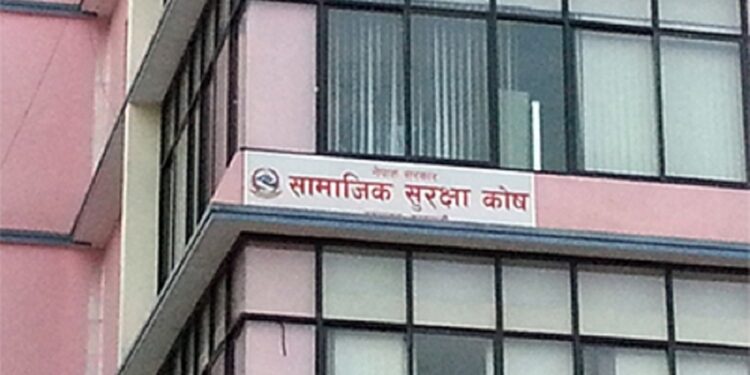 नेपाल सरकार
सामाजिक सुरक्षा कोष